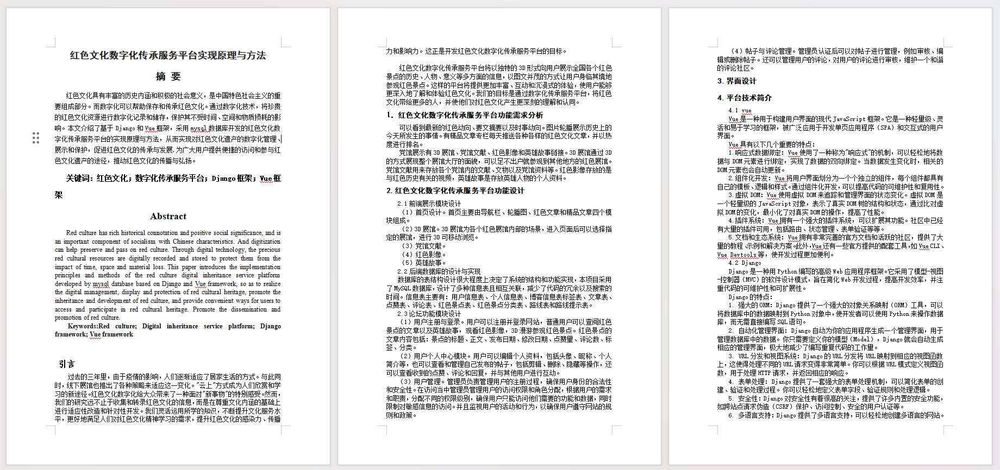 红色文化数字化传承服务平台实现原理与方法
摘 要
红色文化具有丰富的历史内涵和积极的社会意义，是中国特色社会主义的重
要组成部分。而数字化可以帮助保存和传承红色文化。通过数字化技术，将珍贵
的红色文化资源进行数字化记录和储存，保护其不受时间、空间和物质损耗的影
响。本文介绍了基于 Django 和 Vue 框架，采用 mysql 数据库开发的红色文化数
字化传承服务平台的实现原理与方法，从而实现对红色文化遗产的数字化管理、
展示和保护，促进红色文化的传承与发展，为广大用户提供便捷的访问和参与红
色文化遗产的途径，推动红色文化的传播与弘扬。
关键词：红色文化；数字化传承服务平台；Django 框架；Vue 框
架
Abstract
Red culture has rich historical connotation and positive social significance, and is
an important component of socialism with Chinese characteristics. And digitization
can help preserve and pass on red culture. Through digital technology, the precious
red cultural resources are digitally recorded and stored to protect them from the
impact of time, space and material loss. This paper introduces the implementation
principles and methods of the red culture digital inheritance service platform
developed by mysql database based on Django and Vue framework, so as to realize
the digital management, display and protection of red cultural heritage, promote the
inheritance and development of red culture, and provide convenient ways for users to
access and participate in red cultural heritage. Promote the dissemination and
promotion of red culture.
Keywords:Red culture; Digital inheritance service platform; Django
framework; Vue framework
引言
过去的三年里，由于疫情的影响，人们逐渐适应了居家生活的方式。与此同
时，线下展馆也推出了各种策略来适应这一变化。"云上"方式成为人们欣赏和学
习的新途径。红色文化数字化给大众带来了一种面对"新事物"的特别感受。然而，
我们的研究远不止于收集和转录红色文化的信息，而是在尊重文化内涵的基础上
进行适应性改造和针对性开发。我们灵活运用所学的知识，不断提升文化服务水
平，更好地满足人们对红色文化精神学习的需求，提升红色文化的感染力、传播
力和影响力。这正是开发红色文化数字化传承服务平台的目标。
红色文化数字化传承服务平台将以独特的 3D 形式向用户展示全国各个红色
景点的历史、人物、意义等多方面的信息，以图文并茂的方式让用户身临其境地
参观红色景点。这样的平台将提供更加丰富、互动和沉浸式的体验，使用户能够
更深入地了解和体验红色文化。我们的目标是通过数字化传承服务平台，将红色
文化带给更多的人，并使他们对红色文化产生更深刻的理解和认同。
1. 红色文化数字化传承服务平台功能需求分析
可以看到最新的红色动向、要文摘要以及时事动向。图片轮播展示历史上的
今天所发生的事情。有精品文章专栏每天推送各种各样的红色文化文章，并以热
度进行排名。
党馆展示有 3D 展馆、党馆文献、红色影像和英雄故事链接。3D 展馆通过 3D
的方式展现整个展馆大厅的面貌，可以足不出户就参观到其他地方的红色展馆。
党馆文献用来存放各个党馆内的文献、文物以及党馆资料等。红色影像存放的是
与红色历史有关的视频，英雄故事是存放英雄人物的个人资料。
2. 红色文化数字化传承服务平台功能设计
2.1 前端展示模块设计
（1）首页设计。首页主要由导航栏、轮播图、红色文章和精品文章四个模
块组成。
（2）3D 展馆。3D 展馆为各个红色展馆内部的场景，进入页面后可以选择指
定的展馆，进行 3D 可移动浏览。
（3）党馆文献。
（4）红色影像。
（5）英雄故事。
2.2 后端数据库的设计与实现
数据库的表结构设计很大程度上决定了系统的结构和功能实现，本项目采用
了 MySQL 数据库，设计了多种信息表且相互关联，减少了代码的冗余以及搜索的
时间。信息表主要有：用户信息表、个人信息表、博客信息表标签表、文章表、
点赞表、评论表、红色景点表、红色景点分类表、路线表和路线提示表。
2.3 论坛功能模块设计
（1）用户注册与登录。用户可以注册并登录网站，普通用户可以查阅红色
景点的文章以及英雄故事，观看红色影像，3D 漫游参观红色景点。红色景点的
文章内容包括：景点的标题、正文、发布日期、修改日期、点赞量、评论数、标
签、分类。
（2）用户个人中心模块。用户可以编辑个人资料，包括头像、昵称、个人
简介等，也可以查看和管理自己发布的帖子，包括剪辑、删除、隐藏等操作，还
可以查看收到的点赞、评论和回复，并与其他用户进行互动。
（3）用户管理。管理员负责管理用户的注册过程，确保用户身份的合法性
和安全性。在访问当中管理员管理用户的访问权限和角色分配，根据用户的需求
和职责，分配不同的权限级别，确保用户只能访问他们需要的功能和数据，同时
限制对敏感信息的访问。并且监视用户的活动和行为，以确保用户遵守网站的规
则和政策。
（4）帖子与评论管理。管理员认证后可以对帖子进行管理，例如审核、编
辑或删除帖子。还可以管理用户的评论，对用户的评论进行审核，维护一个和谐
的评论社区。
3. 界面设计
4. 平台技术简介
4.1 vue
Vue 是一种用于构建用户界面的现代 JavaScript 框架。它是一种轻量级、灵
活和易于学习的框架，被广泛应用于开发单页应用程序（SPA）和交互式的用户
界面。
Vue 具有以下几个重要的特点：
1.响应式数据绑定：Vue 使用了一种称为"响应式"的机制，可以轻松地将数
据与 DOM 元素进行绑定，实现了数据的双向绑定。当数据发生变化时，相关的
DOM 元素也会自动更新。
2.组件化开发：Vue 将用户界面划分为一个个独立的组件，每个组件都具有
自己的模板、逻辑和样式。通过组件化开发，可以提高代码的可维护性和复用性。
3.虚拟 DOM：Vue 使用虚拟 DOM 来追踪和管理界面的状态变化。虚拟 DOM 是
一个轻量级的 JavaScript 对象，表示了真实 DOM 树的结构和状态，通过比对虚
拟 DOM 的变化，最小化了对真实 DOM 的操作，提高了性能。
4.插件系统：Vue 拥有一个强大的插件系统，可以扩展其功能。社区中已经
有大量的插件可用，包括路由、状态管理、表单验证等等。
5.文档和生态系统：Vue 拥有非常完善的官方文档和活跃的社区，提供了大
量的教程、示例和解决方案。此外，Vue 还有一些官方提供的配套工具，如 Vue CLI、
Vue Devtools 等，使开发过程更加便利。
4.2 Django
Django 是一种用 Python 编写的高级 Web 应用程序框架。它采用了模型-视图
-控制器（MVC）的软件设计模式，旨在简化 Web 开发过程，提高开发效率，并注
重代码的可维护性和可扩展性。
Django 的特点：
1. 强大的 ORM：Django 提供了一个强大的对象关系映射（ORM）工具，可以
将数据库中的数据映射到 Python 对象中，使开发者可以使用 Python 来操作数据
库，而无需直接编写 SQL 语句。
2. 自动化管理界面：Django 自动为你的应用程序生成一个管理界面，用于
管理数据库中的数据。你只需要定义你的模型（Model），Django 就会自动生成
相应的管理界面，极大地减少了编写重复代码的工作量。
3. URL 分发和视图系统：Django 的 URL 分发将 URL 映射到相应的视图函数
上，这使得处理不同的 URL 请求变得非常简单。你可以根据 URL 模式定义视图函
数，用于处理 HTTP 请求，并返回相应的响应。
4. 表单处理：Django 提供了一套强大的表单处理机制，可以简化表单的创
建、验证和处理过程。你可以轻松地定义表单字段、验证规则和处理逻辑。
5. 安全性：Django 对安全性有着很高的关注，提供了许多内置的安全功能，
如跨站点请求伪造（CSRF）保护、访问控制、安全的用户认证等。
6. 多语言支持：Django 提供了多语言支持，可以轻松地创建多语言的网站。